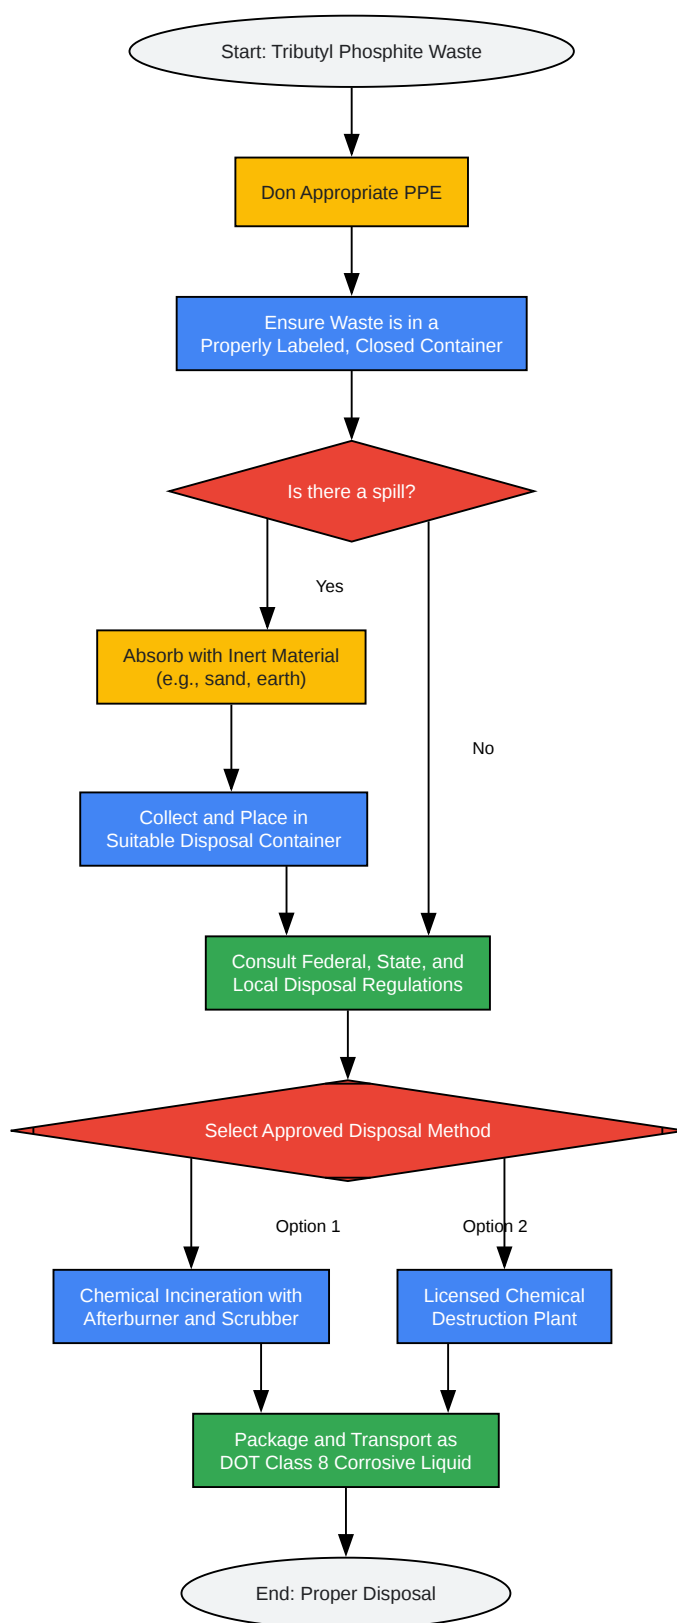 Start: Tributyl Phosphite Waste
Don Appropriate PPE
Ensure Waste is in a
Properly Labeled, Closed Container
Is there a spill?
Yes
Absorb with Inert Material
(e.g., sand, earth)
No
Collect and Place in
Suitable Disposal Container
Consult Federal, State, and
Local Disposal Regulations
Select Approved Disposal Method
Option 1
Option 2
Chemical Incineration with
Afterburner and Scrubber
Licensed Chemical
Destruction Plant
Package and Transport as
DOT Class 8 Corrosive Liquid
End: Proper Disposal